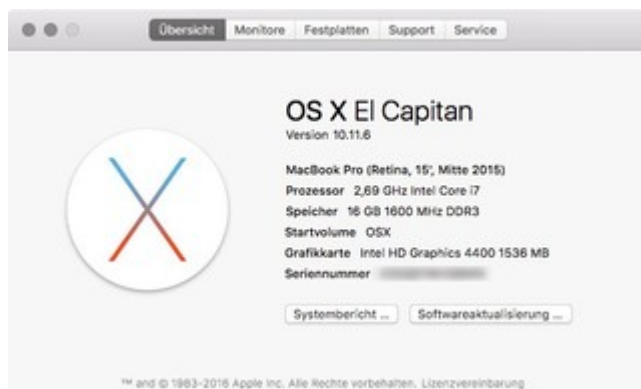 Übersicht Monitore Festplatten Support Service
OS X El Capitan
Version 10.11.6
MacBook Pro (Retina, 15", Mitte 2015)
Prozessor 2,69 GHz Intel Core i7
Speicher 16 GB 1600 MHz DDR3
Startvolume OSX
Grafikkarte Intel HD Graphics 4400 1536 MB
Seriennummer
Systembericht ... Softwareaktualisierung ...
™ and © 1983-2016 Apple Inc. Alle Rechte vorbehalten. Lizenzvereinbarung